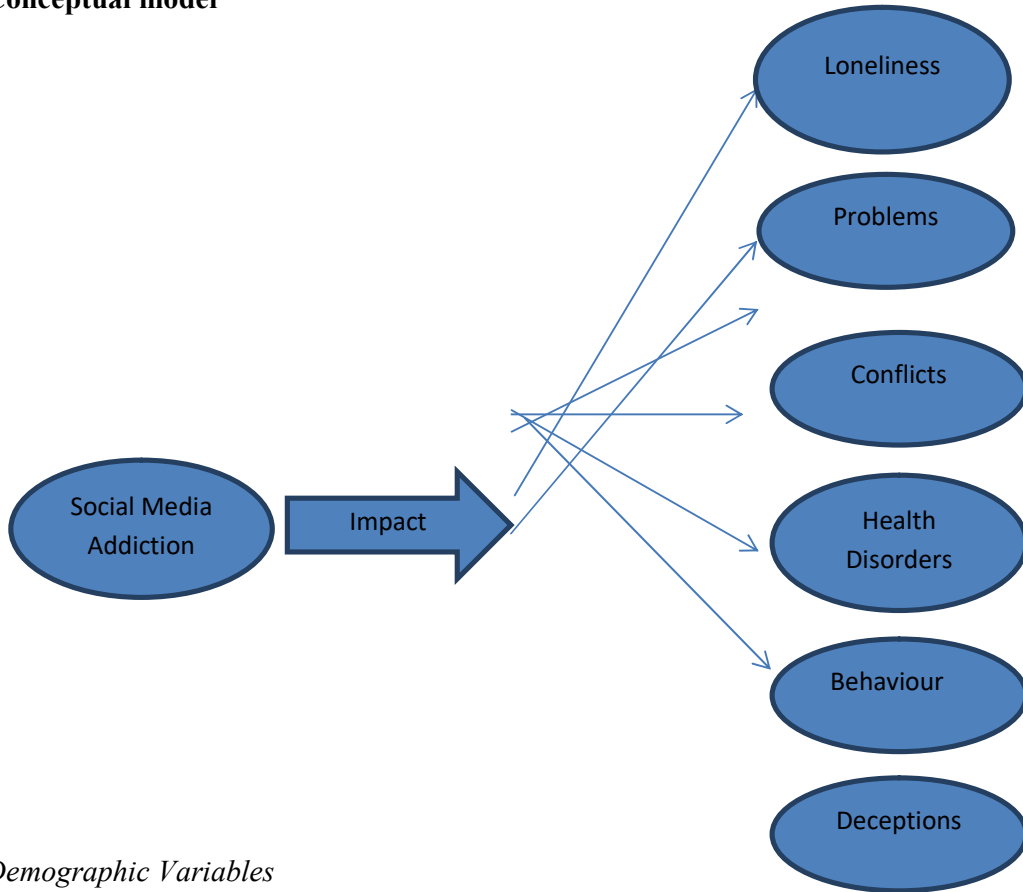 Conceptual model
Loneliness
Problems
Conflicts
Social Media
Addiction
Impact
Health
Disorders
Behaviour
Deceptions
Demographic Variables